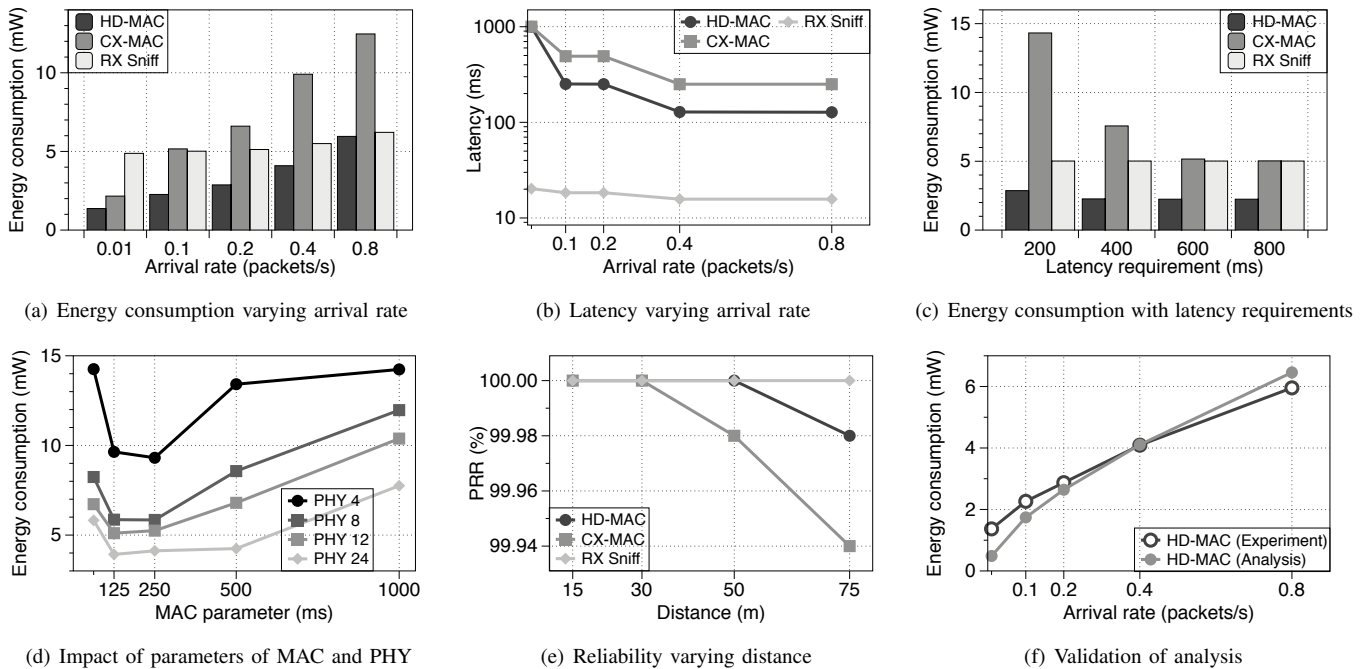 Energy consumption (mW)
10
5
0
HD-MAC
CX-MAC
RX Sniff
0.01 0.1 0.2 0.4 0.8
Arrival rate (packets/s)
(a) Energy consumption varying arrival rate
Latency (ms)
1000
100
10
HD-MAC
RX Sniff
CX-MAC
0.1 0.2 0.4 0.8
Arrival rate (packets/s)
(b) Latency varying arrival rate
Energy consumption (mW)
15
10
5
0
HD-MAC
CX-MAC
RX Sniff
200 400 600 800
Latency requirement (ms)
(c) Energy consumption with latency requirements
Energy consumption (mW)
15
10
5
PHY 4
PHY 8
PHY 12
PHY 24
125 250 500 1000
MAC parameter (ms)
(d) Impact of parameters of MAC and PHY
PRR (%)
100.00
99.98
99.96
99.94
HD-MAC
CX-MAC
RX Sniff
15 30 50 75
Distance (m)
(e) Reliability varying distance
Energy consumption (mW)
6
4
2
0
HD-MAC (Experiment)
HD-MAC (Analysis)
0.1 0.2 0.4 0.8
Arrival rate (packets/s)
(f) Validation of analysis